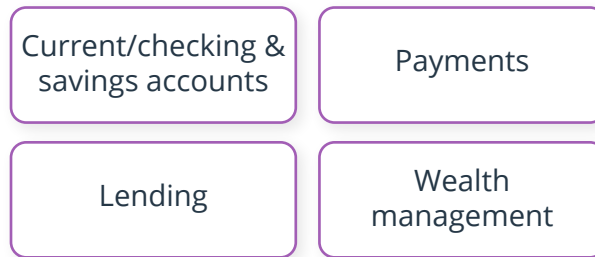 Current/checking &
savings accounts
Payments
Lending
Wealth
management